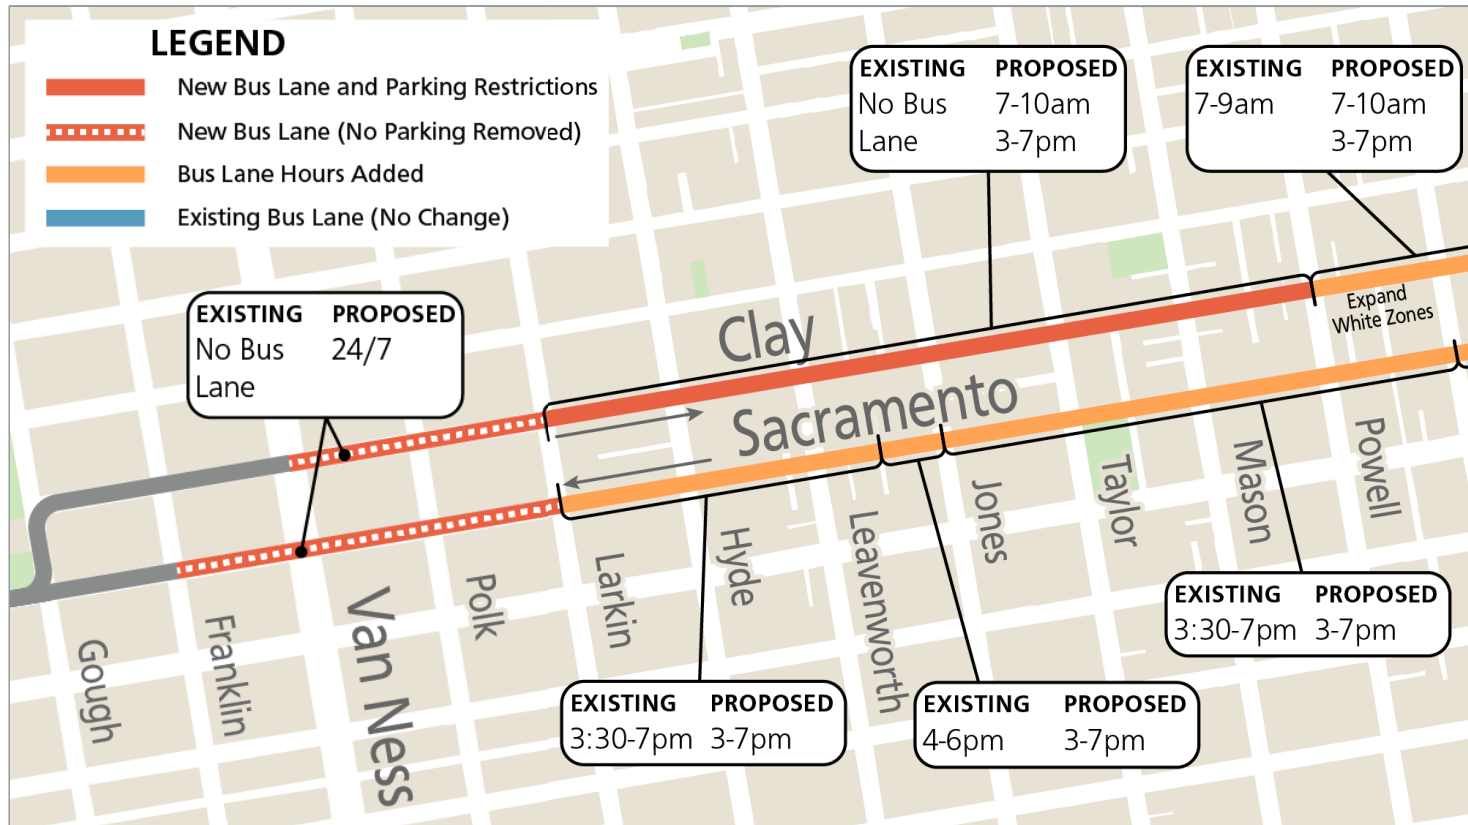 LEGEND
New Bus Lane and Parking Restrictions
New Bus Lane (No Parking Removed)
Bus Lane Hours Added
Existing Bus Lane (No Change)
EXISTING PROPOSED
No Bus 7-10am
Lane 3-7pm
EXISTING PROPOSED
7-9am 7-10am
3-7pm
EXISTING PROPOSED
No Bus 24/7
Lane
Expand
White Zones
Clay
Sacramento
Gough
Franklin
Van Ness
Polk
Larkin
Hyde
Leavenworth
Jones
Taylor
Mason
Powell
EXISTING PROPOSED
3:30-7pm 3-7pm
EXISTING PROPOSED
3:30-7pm 3-7pm
EXISTING PROPOSED
4-6pm 3-7pm